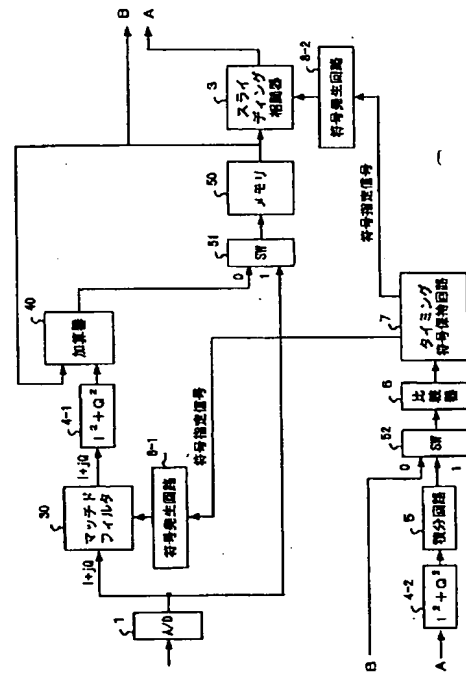 B
A
3
スライ
ディング
相関器
8-2
符号発生回路
50
メモリ
符号指定信号
51
SW
0
1
40
加算器
4-1
I²+Q²
I+jQ
30
マッチド
フィルタ
I+jQ
8-1
符号発生回路
符号指定信号
1
A/D
7
タイミング
符号保持回路
6
比較器
52
SW
0
1
5
積分回路
4-2
I²+Q²
B
A